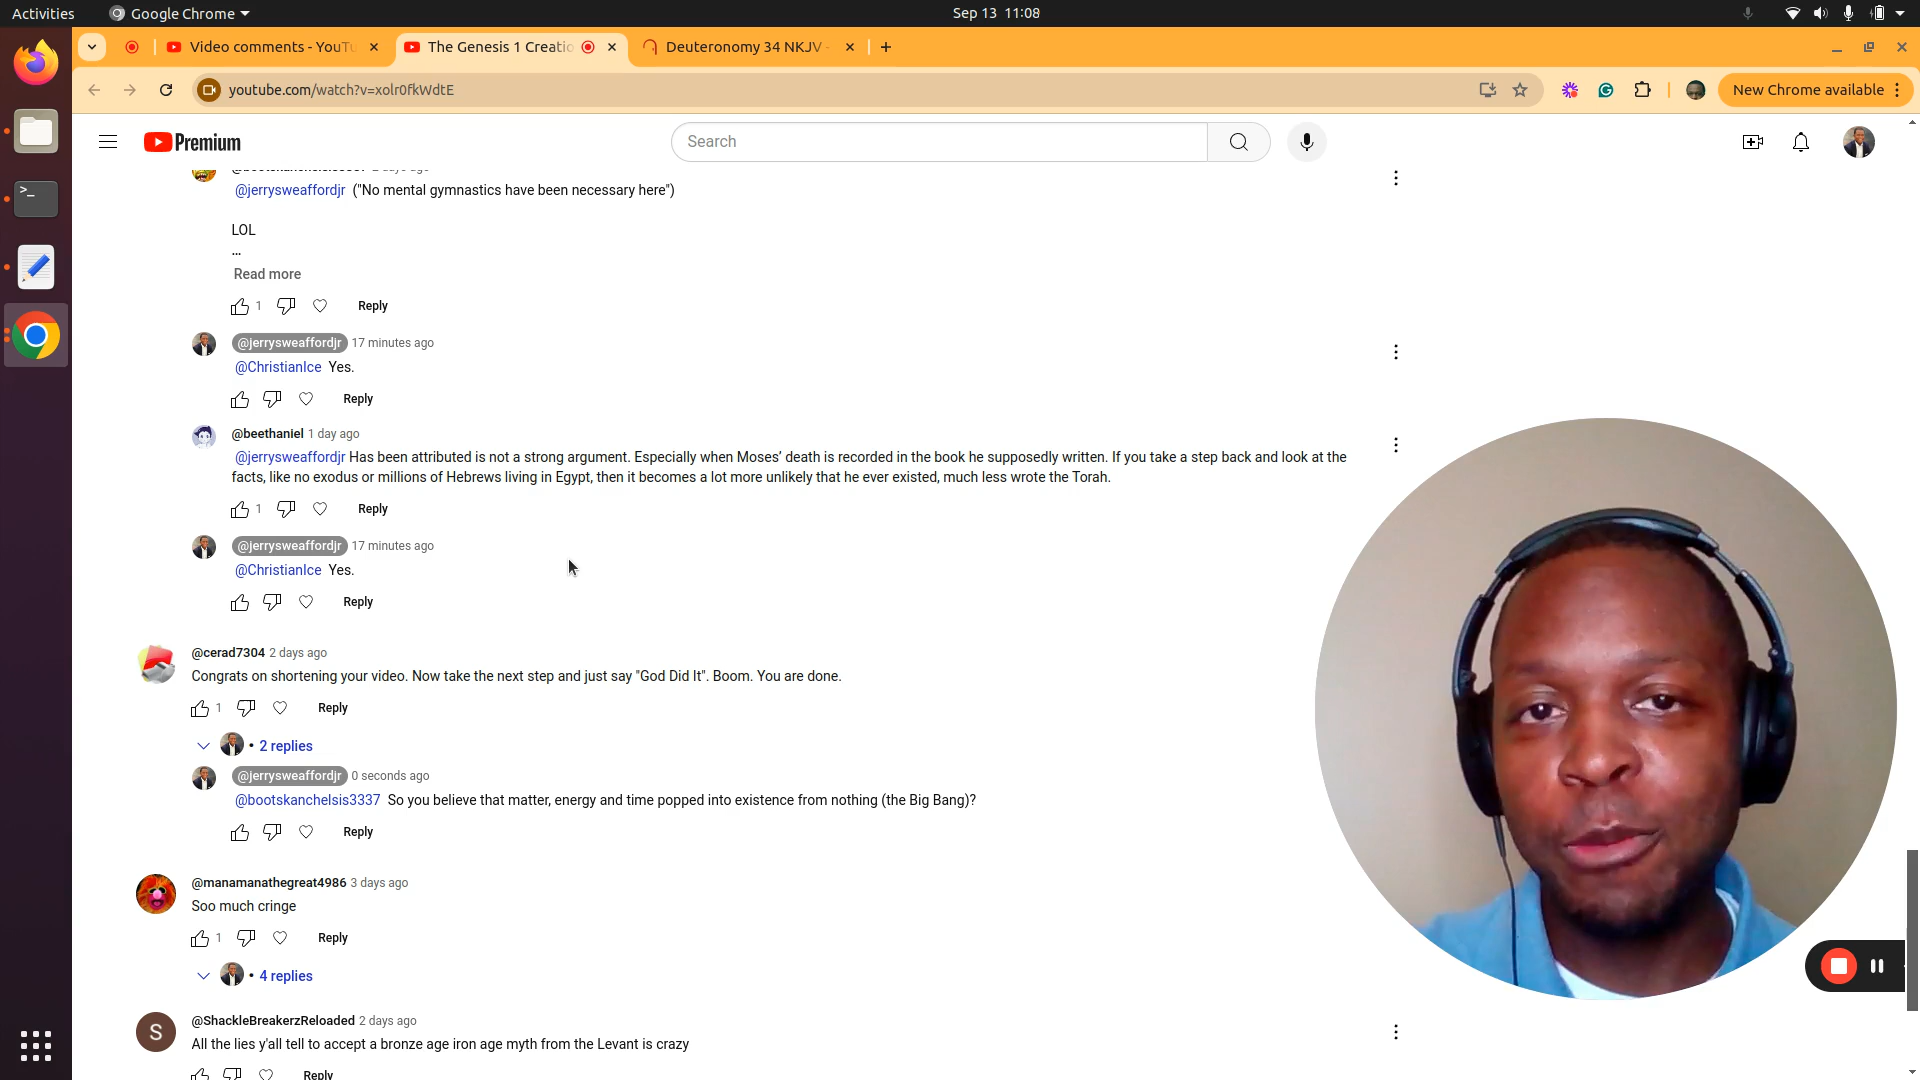 Activities
Google Chrome
Sep 13 11:08
Video comments - YouTu
The Genesis 1 Creatio
Deuteronomy 34 NKJV -
youtube.com/watch?v=xolr0fkWdtE
New Chrome available
Premium
Search
@jerrysweaffordjr ("No mental gymnastics have been necessary here")
LOL
...
Read more
1 Reply
@jerrysweaffordjr 17 minutes ago
@ChristianIce Yes.
Reply
@beethaniel 1 day ago
@jerrysweaffordjr Has been attributed is not a strong argument. Especially when Moses’ death is recorded in the book he supposedly written. If you take a step back and look at the
facts, like no exodus or millions of Hebrews living in Egypt, then it becomes a lot more unlikely that he ever existed, much less wrote the Torah.
1 Reply
@jerrysweaffordjr 17 minutes ago
@ChristianIce Yes.
Reply
@cerad7304 2 days ago
Congrats on shortening your video. Now take the next step and just say "God Did It". Boom. You are done.
1 Reply
• 2 replies
@jerrysweaffordjr 0 seconds ago
@bootskanchelsis3337 So you believe that matter, energy and time popped into existence from nothing (the Big Bang)?
Reply
@manamanathegreat4986 3 days ago
Soo much cringe
1 Reply
• 4 replies
S
@ShackleBreakerzReloaded 2 days ago
All the lies y'all tell to accept a bronze age iron age myth from the Levant is crazy
Reply